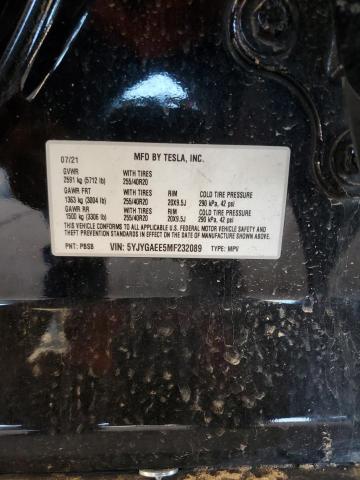 07/21 MFD BY TESLA, INC.
GVWR WITH TIRES
2591 kg (5712 lb) 255/40R20
GAWR FRT WITH TIRES RIM COLD TIRE PRESSURE
1363 kg (3004 lb) 255/40R20 20X9.5J 290 kPa, 42 psi
GAWR RR WITH TIRES RIM COLD TIRE PRESSURE
1500 kg (3306 lb) 255/40R20 20X9.5J 290 kPa, 42 psi
THIS VEHICLE CONFORMS TO ALL APPLICABLE U.S. FEDERAL MOTOR VEHICLE SAFETY AND
THEFT PREVENTION STANDARDS IN EFFECT ON THE DATE OF MANUFACTURE SHOWN ABOVE.
PNT: PBSB VIN: 5YJYGAEE5MF232089 TYPE: MPV